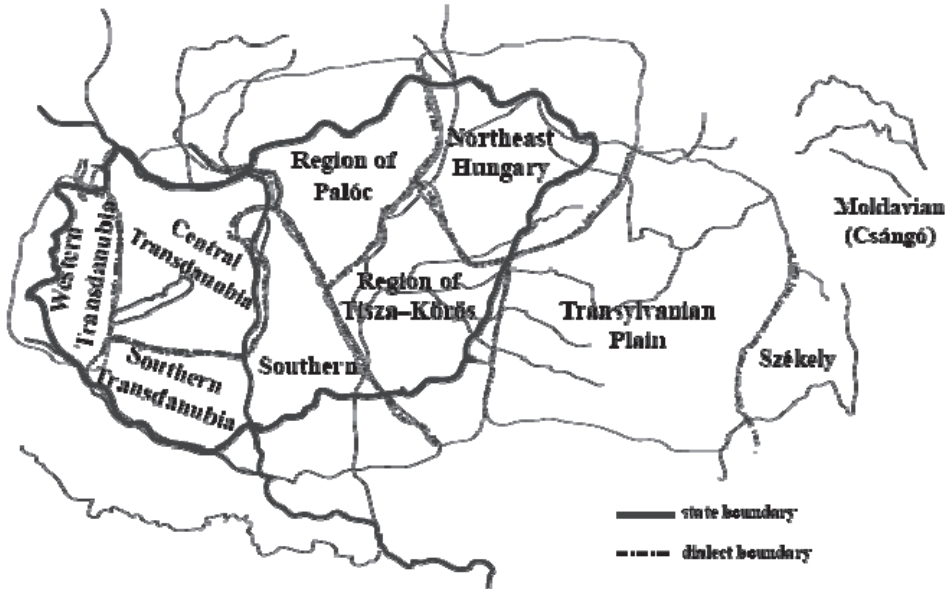 Northeast
Hungary
Region of
Palóc
Moldavian
(Csángó)
Western
Transdanubia
Central
Transdanubia
Region of
Tisza–Körös
Transylvanian
Plain
Southern
Transdanubia
Southern
Székely
state boundary
dialect boundary